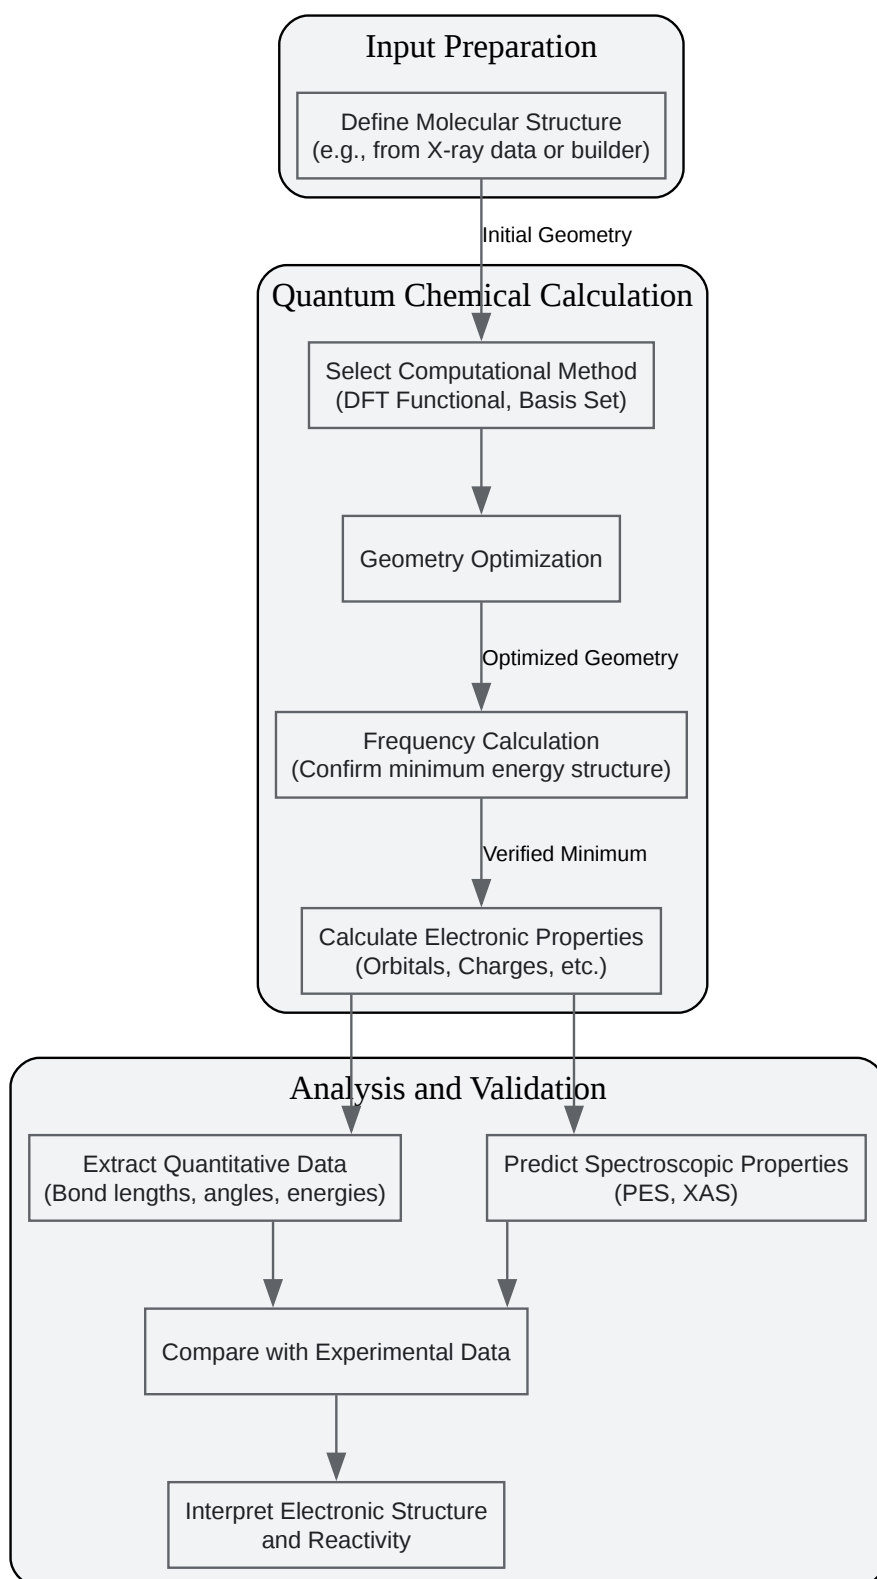 Input Preparation
Define Molecular Structure
(e.g., from X-ray data or builder)
Initial Geometry
Quantum Chemical Calculation
Select Computational Method
(DFT Functional, Basis Set)
Geometry Optimization
Optimized Geometry
Frequency Calculation
(Confirm minimum energy structure)
Verified Minimum
Calculate Electronic Properties
(Orbitals, Charges, etc.)
Analysis and Validation
Extract Quantitative Data
(Bond lengths, angles, energies)
Predict Spectroscopic Properties
(PES, XAS)
Compare with Experimental Data
Interpret Electronic Structure
and Reactivity